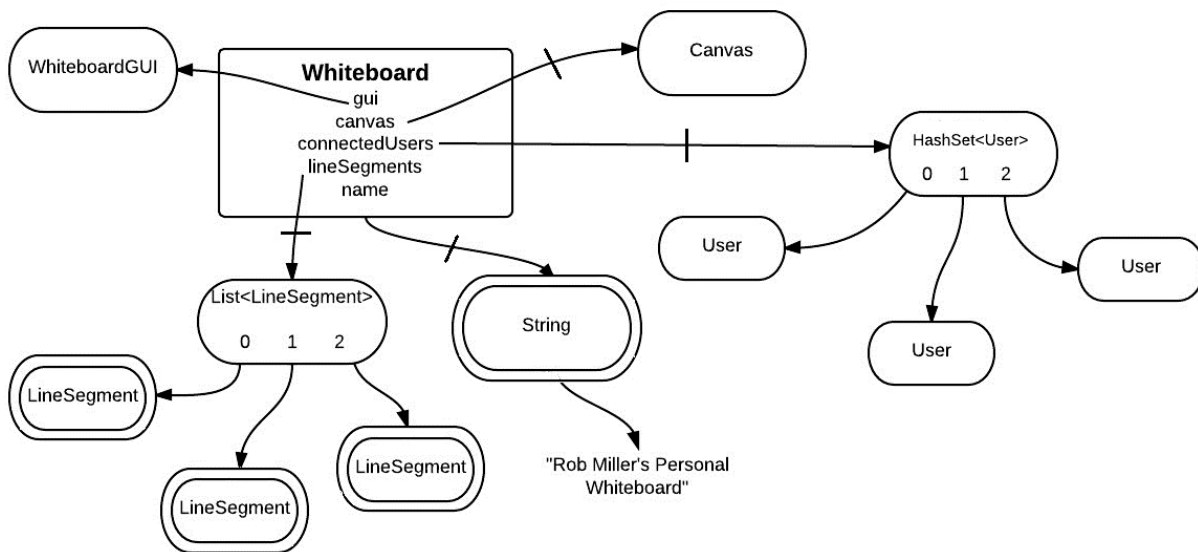 WhiteboardGUI
Whiteboard
gui
canvas
connectedUsers
lineSegments
name
Canvas
HashSet<User>
0 1 2
User
User
User
List<LineSegment>
0 1 2
LineSegment
LineSegment
LineSegment
String
"Rob Miller's Personal
Whiteboard"